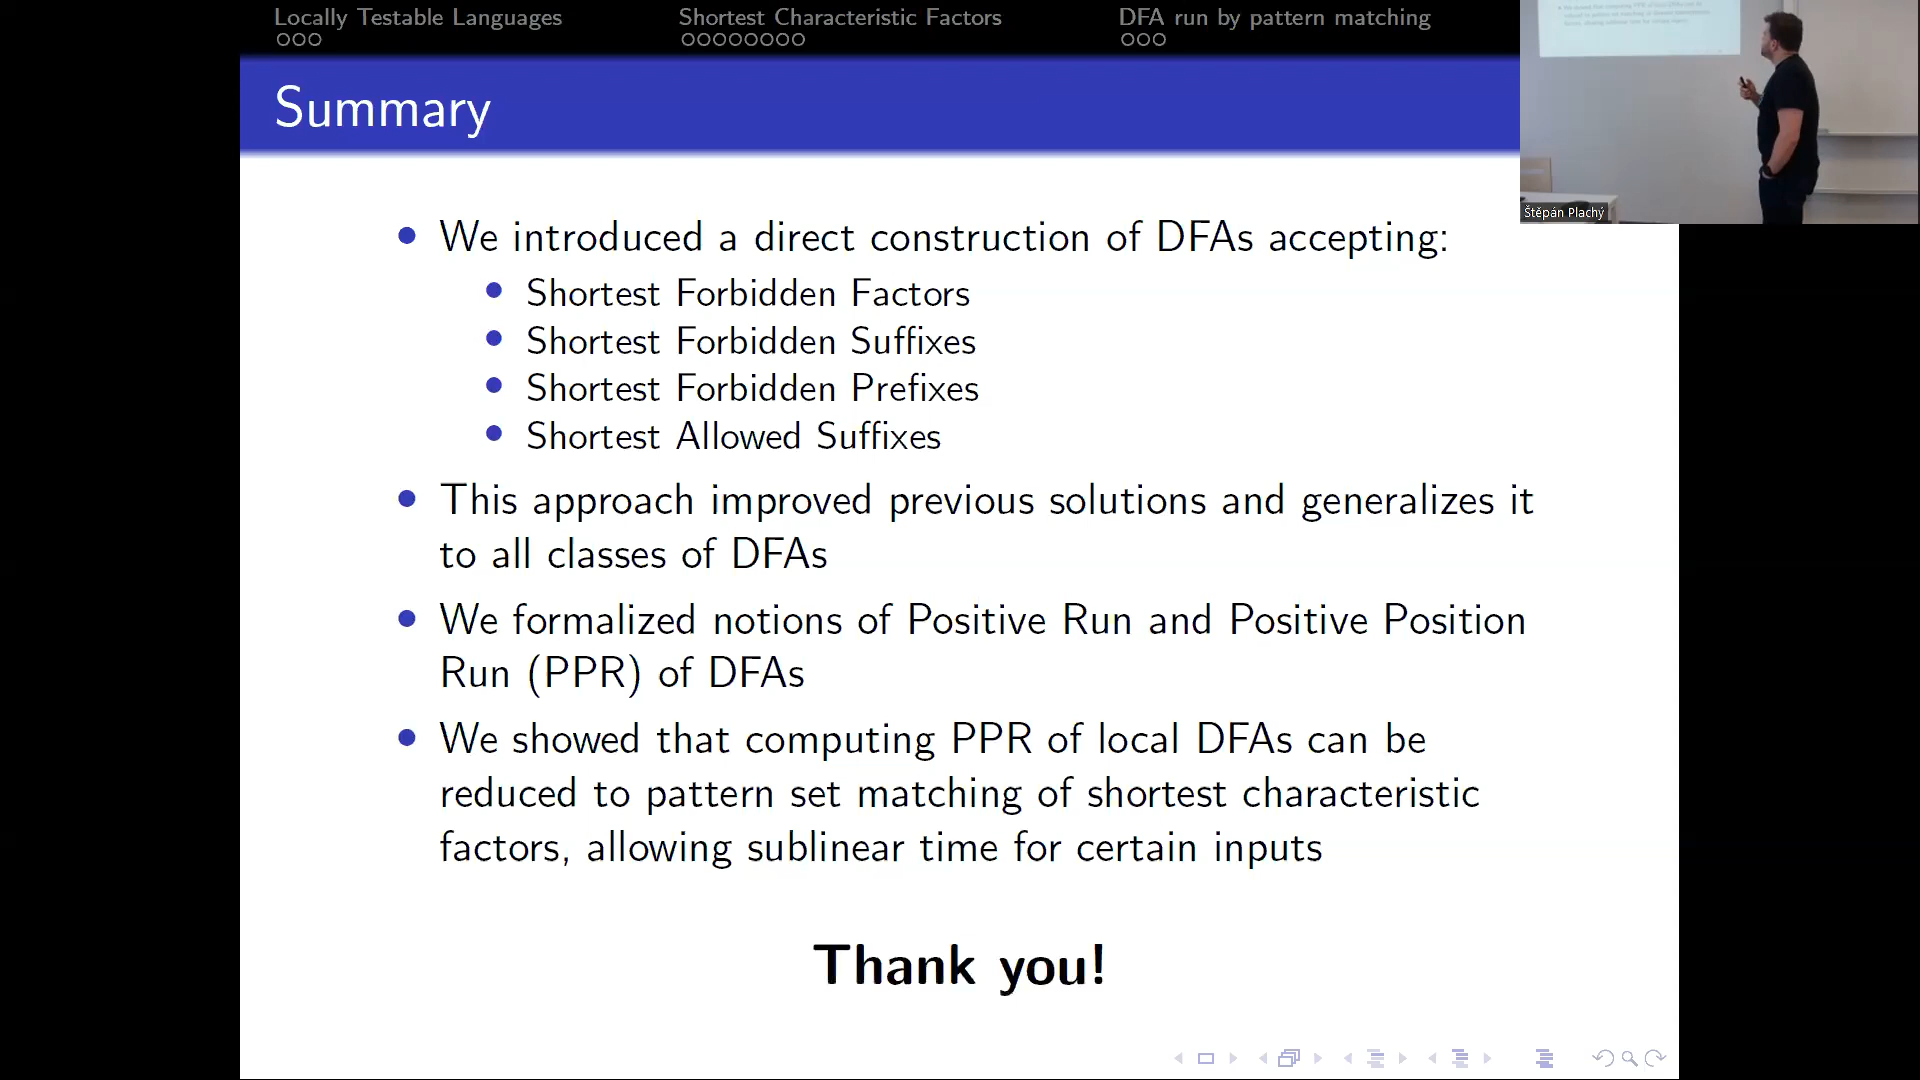 Locally Testable Languages
Shortest Characteristic Factors
DFA run by pattern matching
Summary
Štěpán Plachý
We introduced a direct construction of DFAs accepting:
Shortest Forbidden Factors
Shortest Forbidden Suffixes
Shortest Forbidden Prefixes
Shortest Allowed Suffixes
This approach improved previous solutions and generalizes it
to all classes of DFAs
We formalized notions of Positive Run and Positive Position
Run (PPR) of DFAs
We showed that computing PPR of local DFAs can be
reduced to pattern set matching of shortest characteristic
factors, allowing sublinear time for certain inputs
Thank you!